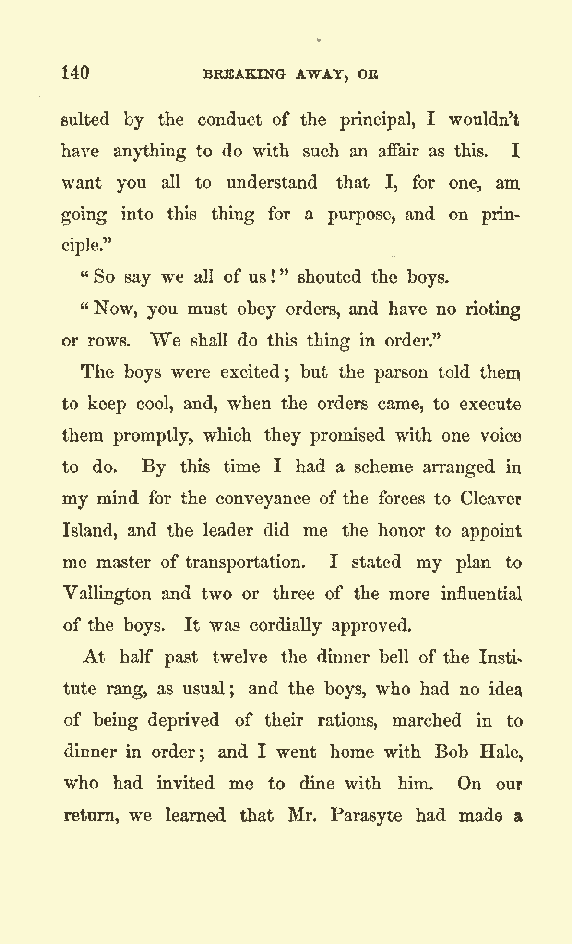 140 BREAKING AWAY, OR
sulted by the conduct of the principal, I wouldn't
have anything to do with such an affair as this. I
want you all to understand that I, for one, am
going into this thing for a purpose, and on prin-
ciple."
"So say we all of us!" shouted the boys.
"Now, you must obey orders, and have no rioting
or rows. We shall do this thing in order."
The boys were excited; but the parson told them
to keep cool, and, when the orders came, to execute
them promptly, which they promised with one voice
to do. By this time I had a scheme arranged in
my mind for the conveyance of the forces to Cleaver
Island, and the leader did me the honor to appoint
me master of transportation. I stated my plan to
Vallington and two or three of the more influential
of the boys. It was cordially approved.
At half past twelve the dinner bell of the Insti-
tute rang, as usual; and the boys, who had no idea
of being deprived of their rations, marched in to
dinner in order; and I went home with Bob Hale,
who had invited me to dine with him. On our
return, we learned that Mr. Parasyte had made a